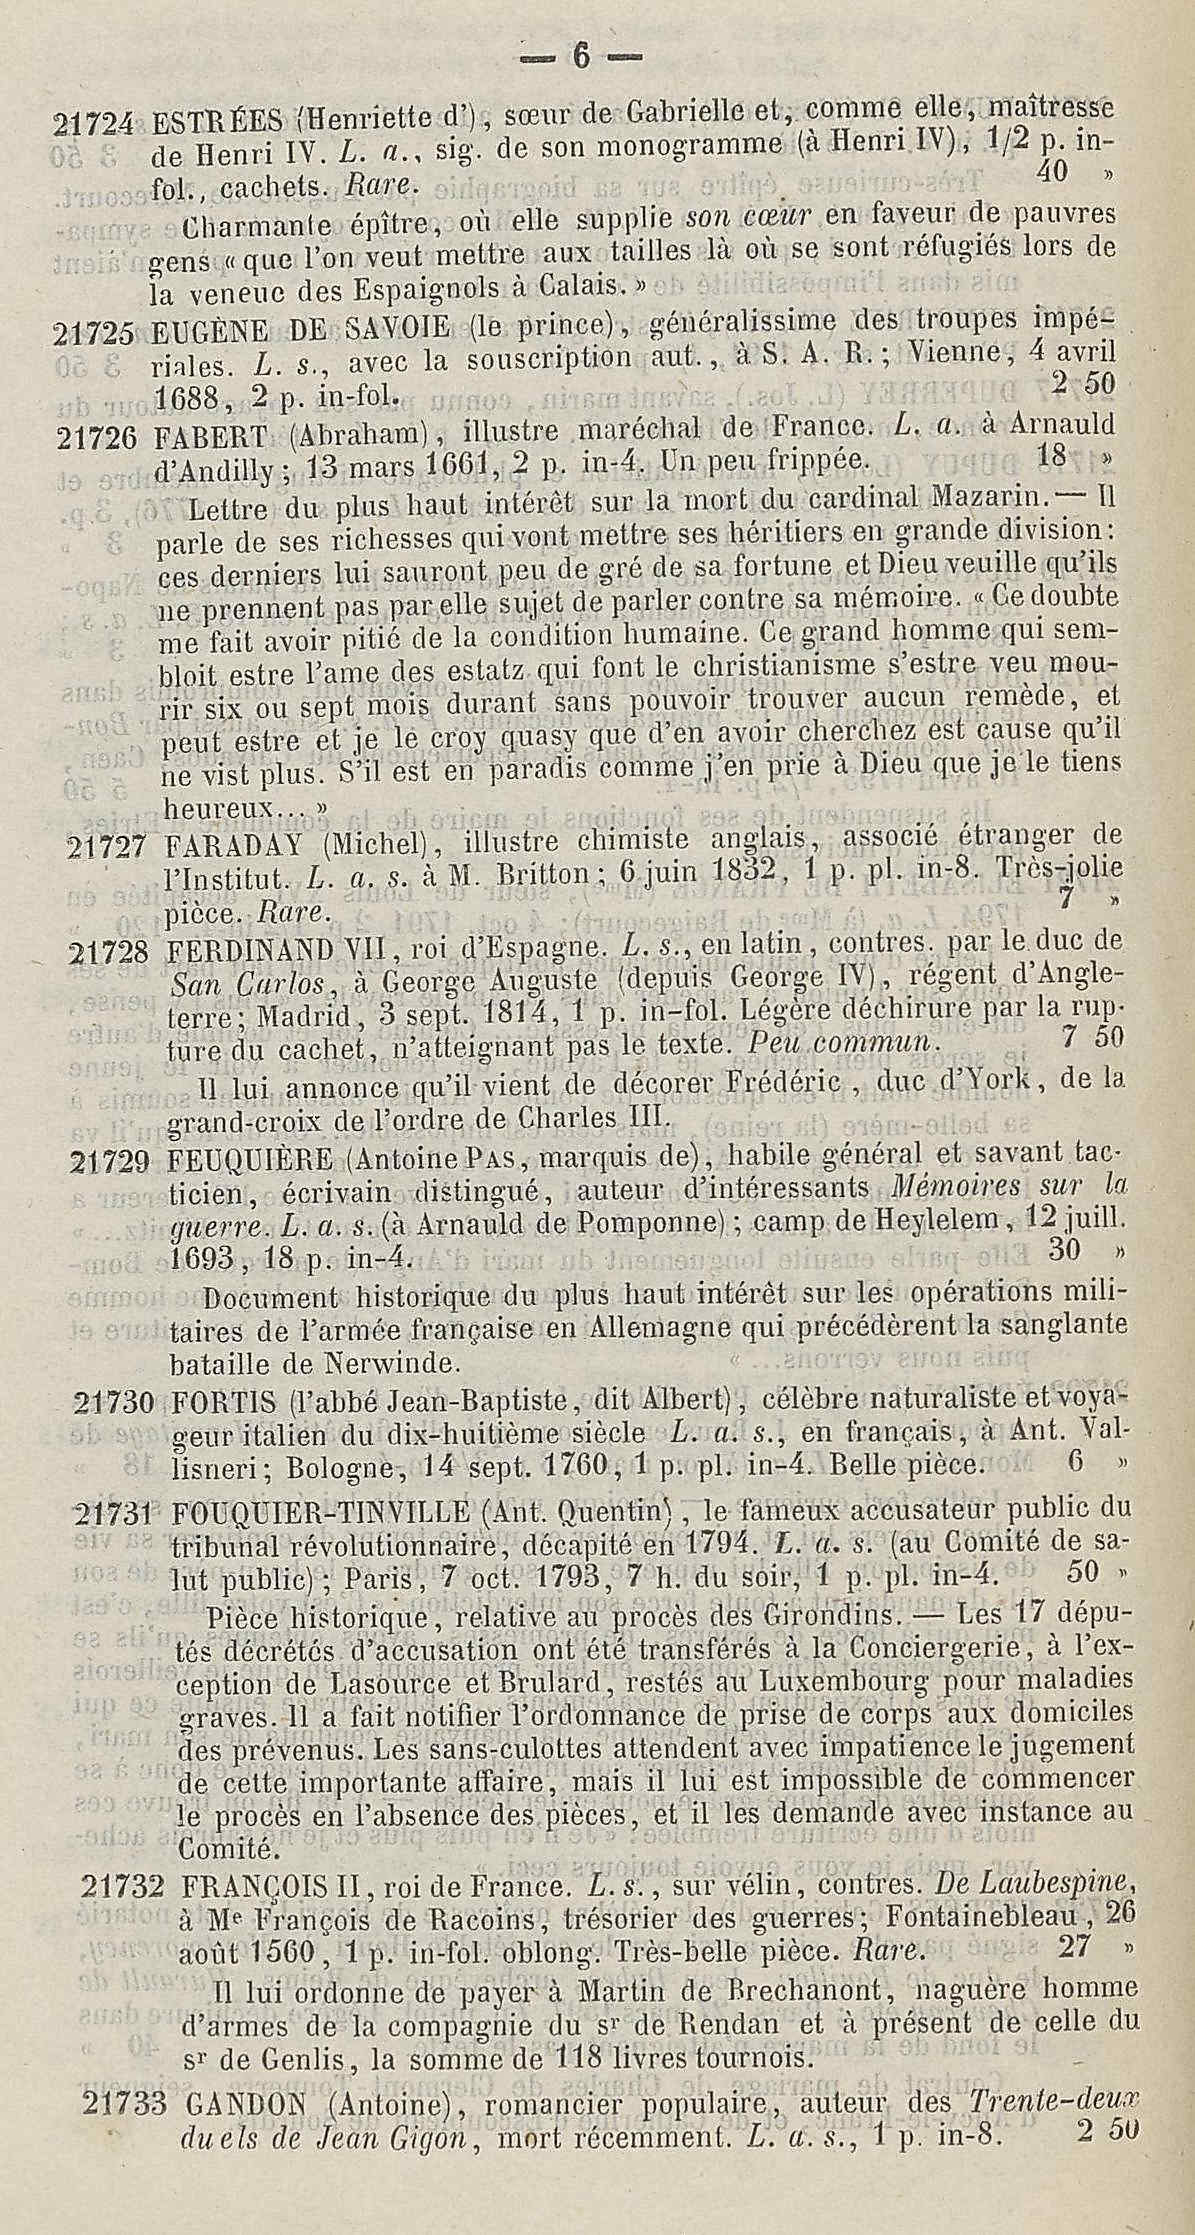 — 6 —
21724 ESTRÉES (Henriette d'), sœur de Gabrielle et, comme elle, maîtresse
de Henri IV. L. a., sig. de son monogramme (à Henri IV), 1/2 p. in-
fol., cachets. Rare. 40 »
Charmante épître, où elle supplie son cœur en faveur de pauvres
gens « que l'on veut mettre aux tailles là où se sont réfugiés lors de
la veneue des Espaignols à Calais. »
21725 EUGÈNE DE SAVOIE (le prince), généralissime des troupes impé-
riales. L. s., avec la souscription aut., à S. A. R.; Vienne, 4 avril
1688, 2 p. in-fol. 2 50
21726 FABERT (Abraham), illustre maréchal de France. L. a. à Arnauld
d'Andilly; 13 mars 1661, 2 p. in-4. Un peu frippée. 18 »
Lettre du plus haut intérêt sur la mort du cardinal Mazarin. — Il
parle de ses richesses qui vont mettre ses héritiers en grande division:
ces derniers lui sauront peu de gré de sa fortune et Dieu veuille qu'ils
ne prennent pas par elle sujet de parler contre sa mémoire. « Ce doubte
me fait avoir pitié de la condition humaine. Ce grand homme qui sem-
bloit estre l'ame des estatz qui font le christianisme s'estre veu mou-
rir six ou sept mois durant sans pouvoir trouver aucun remède, et
peut estre et je le croy quasy que d'en avoir cherchez est cause qu'il
ne vist plus. S'il est en paradis comme j'en prie à Dieu que je le tiens
heureux... »
21727 FARADAY (Michel), illustre chimiste anglais, associé étranger de
l'Institut. L. a. s. à M. Britton; 6 juin 1832, 1 p. pl. in-8. Très-jolie
pièce. Rare. 7 »
21728 FERDINAND VII, roi d'Espagne. L. s., en latin, contres. par le duc de
San Carlos, à George Auguste (depuis George IV), régent d'Angle-
terre; Madrid, 3 sept. 1814, 1 p. in-fol. Légère déchirure par la rup-
ture du cachet, n'atteignant pas le texte. Peu commun. 7 50
Il lui annonce qu'il vient de décorer Frédéric, duc d'York, de la
grand-croix de l'ordre de Charles III.
21729 FEUQUIÈRE (Antoine PAS, marquis de), habile général et savant tac-
ticien, écrivain distingué, auteur d'intéressants Mémoires sur la
guerre. L. a. s. (à Arnauld de Pomponne); camp de Heylelem, 12 juill.
1693, 18 p. in-4. 30 »
Document historique du plus haut intérêt sur les opérations mili-
taires de l'armée française en Allemagne qui précédèrent la sanglante
bataille de Nerwinde.
21730 FORTIS (l'abbé Jean-Baptiste, dit Albert), célèbre naturaliste et voya-
geur italien du dix-huitième siècle L. a. s., en français, à Ant. Val-
lisneri; Bologne, 14 sept. 1760, 1 p. pl. in-4. Belle pièce. 6 »
21731 FOUQUIER-TINVILLE (Ant. Quentin), le fameux accusateur public du
tribunal révolutionnaire, décapité en 1794. L. a. s. (au Comité de sa-
lut public); Paris, 7 oct. 1793, 7 h. du soir, 1 p. pl. in-4. 50 »
Pièce historique, relative au procès des Girondins. — Les 17 dépu-
tés décrétés d'accusation ont été transférés à la Conciergerie, à l'ex-
ception de Lasource et Brulard, restés au Luxembourg pour maladies
graves. Il a fait notifier l'ordonnance de prise de corps aux domiciles
des prévenus. Les sans-culottes attendent avec impatience le jugement
de cette importante affaire, mais il lui est impossible de commencer
le procès en l'absence des pièces, et il les demande avec instance au
Comité.
21732 FRANÇOIS II, roi de France. L. s., sur vélin, contres. De Laubespine,
à Me François de Racoins, trésorier des guerres; Fontainebleau, 26
août 1560, 1 p. in-fol. oblong. Très-belle pièce. Rare. 27 »
Il lui ordonne de payer à Martin de Brechanont, naguère homme
d'armes de la compagnie du sr de Rendan et à présent de celle du
sr de Genlis, la somme de 118 livres tournois.
21733 GANDON (Antoine), romancier populaire, auteur des Trente-deux
duels de Jean Gigon, mort récemment. L. a. s., 1 p. in-8. 2 50